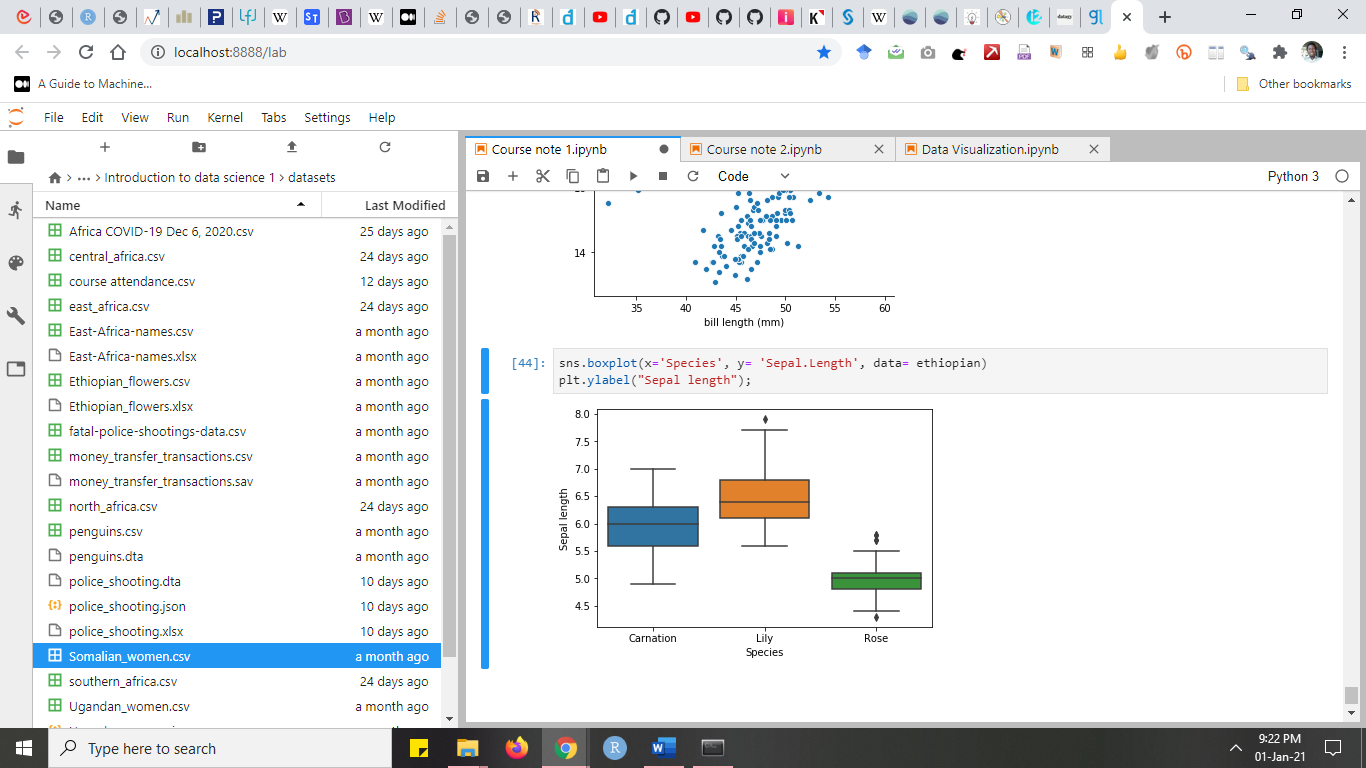 localhost:8888/lab
A Guide to Machine...
Other bookmarks
File Edit View Run Kernel Tabs Settings Help
Course note 1.ipynb
Course note 2.ipynb
Data Visualization.ipynb
... > Introduction to data science 1 > datasets
Code
Python 3
Name Last Modified
Africa COVID-19 Dec 6, 2020.csv 25 days ago
central_africa.csv 24 days ago
course attendance.csv 12 days ago
east_africa.csv 24 days ago
East-Africa-names.csv a month ago
East-Africa-names.xlsx a month ago
Ethiopian_flowers.csv a month ago
Ethiopian_flowers.xlsx a month ago
fatal-police-shootings-data.csv a month ago
money_transfer_transactions.csv a month ago
money_transfer_transactions.sav a month ago
north_africa.csv 24 days ago
penguins.csv a month ago
penguins.dta a month ago
police_shooting.dta 10 days ago
police_shooting.json 10 days ago
police_shooting.xlsx 10 days ago
Somalian_women.csv a month ago
southern_africa.csv 24 days ago
Ugandan_women.csv a month ago
14
35 40 45 50 55 60
bill length (mm)
[44]: sns.boxplot(x='Species', y= 'Sepal.Length', data= ethiopian)
plt.ylabel("Sepal length");
8.0
7.5
7.0
6.5
6.0
5.5
5.0
4.5
Sepal length
Carnation Lily Rose
Species
Type here to search
9:22 PM
01-Jan-21